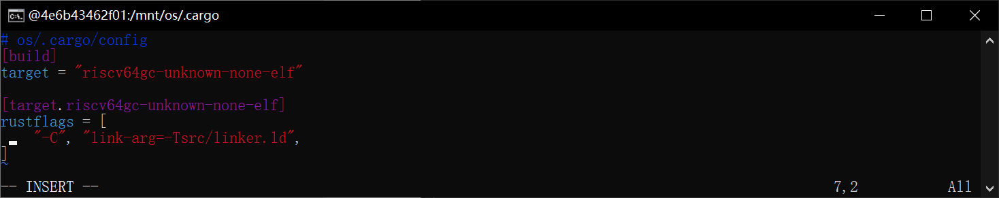 @4e6b43462f01:/mnt/os/.cargo
# os/.cargo/config
[build]
target = "riscv64gc-unknown-none-elf"
[target.riscv64gc-unknown-none-elf]
rustflags = [
    "-C", "link-arg=-Tsrc/linker.ld",
]
~
-- INSERT -- 7,2 All